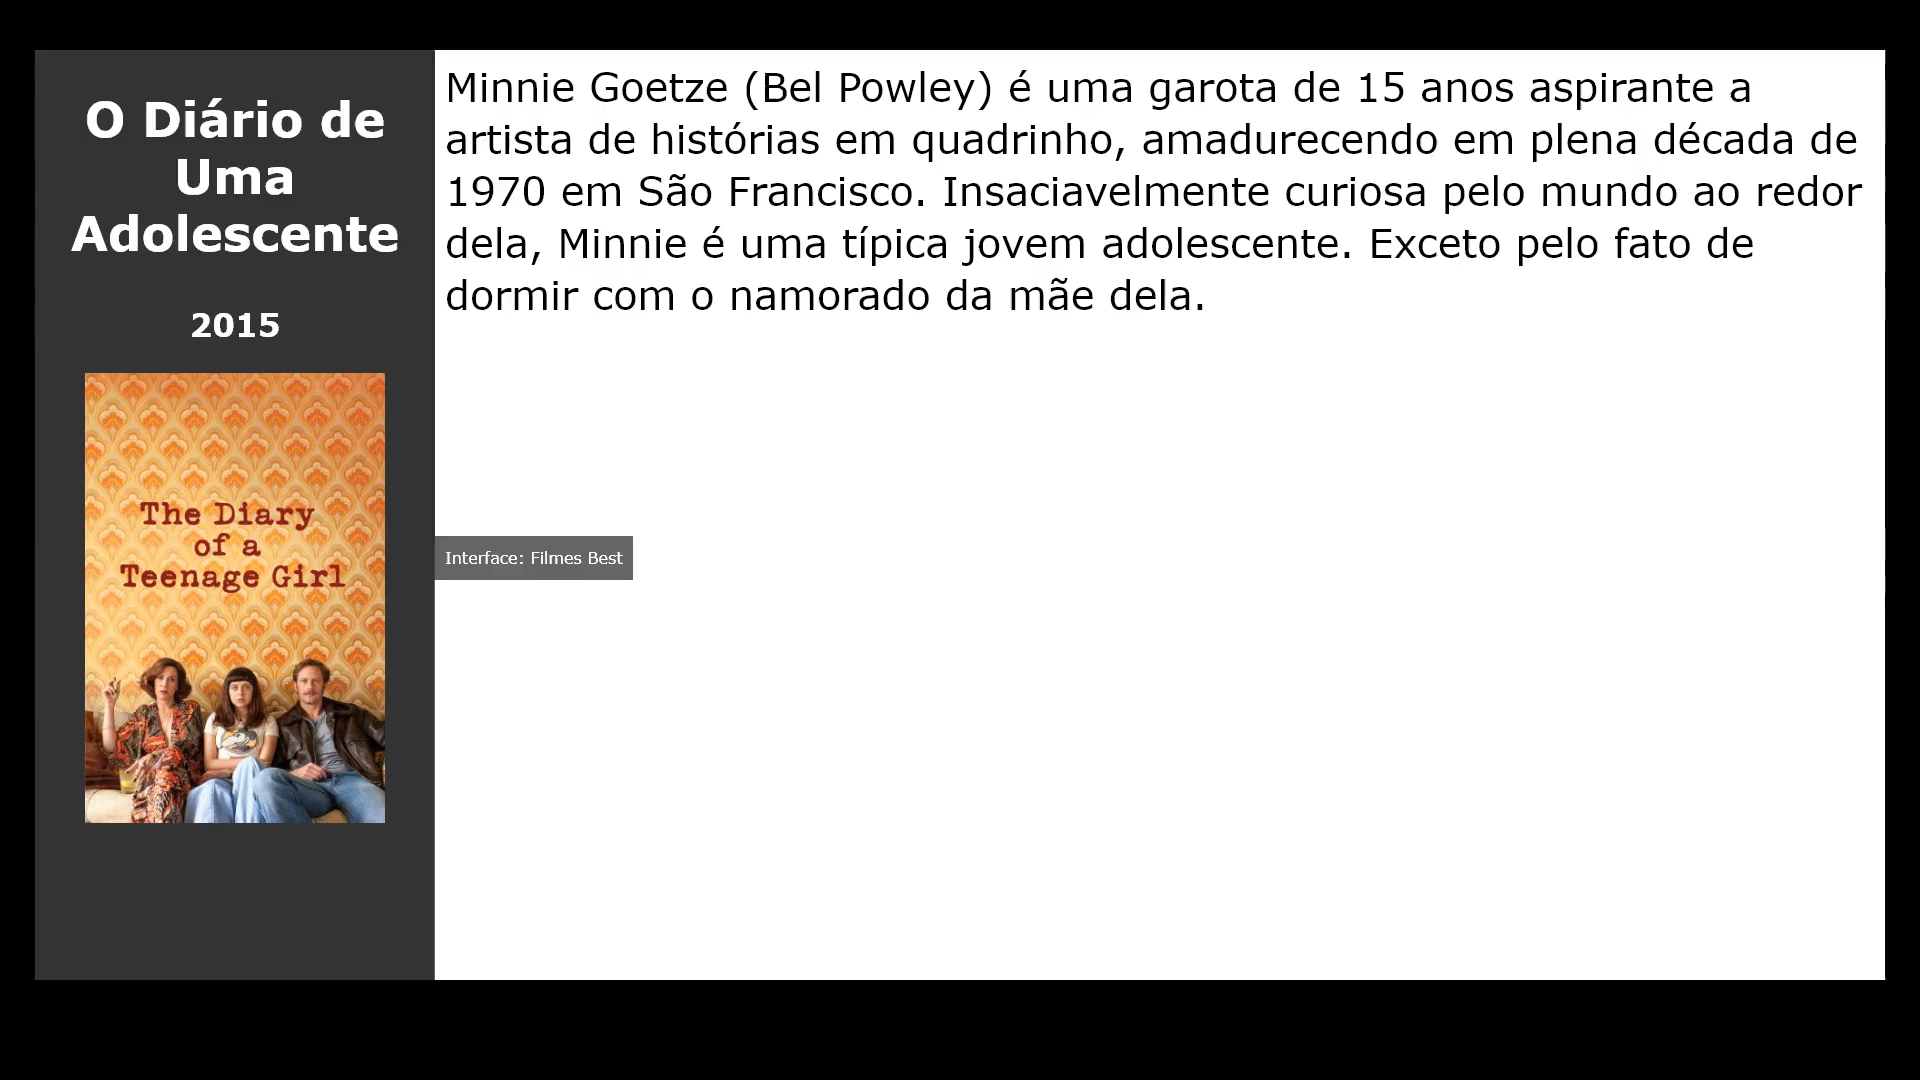 O Diário de
Uma
Adolescente
2015
The Diary
of a
Teenage Girl
Minnie Goetze (Bel Powley) é uma garota de 15 anos aspirante a
artista de histórias em quadrinho, amadurecendo em plena década de
1970 em São Francisco. Insaciavelmente curiosa pelo mundo ao redor
dela, Minnie é uma típica jovem adolescente. Exceto pelo fato de
dormir com o namorado da mãe dela.
Interface: Filmes Best